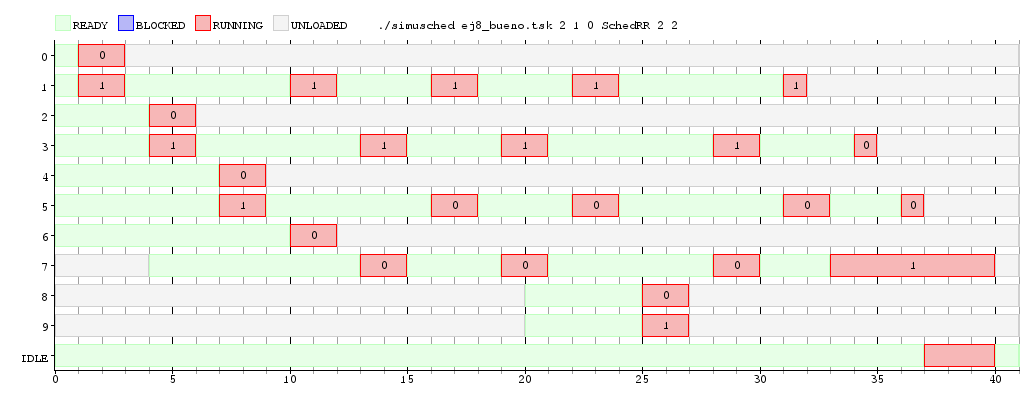 READY BLOCKED RUNNING UNLOADED ./simusched ej8_bueno.tsk 2 1 0 SchedRR 2 2
0 0
1 1 1 1 1 1
2 0
3 1 1 1 1 0
4 0
5 1 0 0 0 0
6 0
7 0 0 0 1
8 0
9 1
IDLE
0 5 10 15 20 25 30 35 40